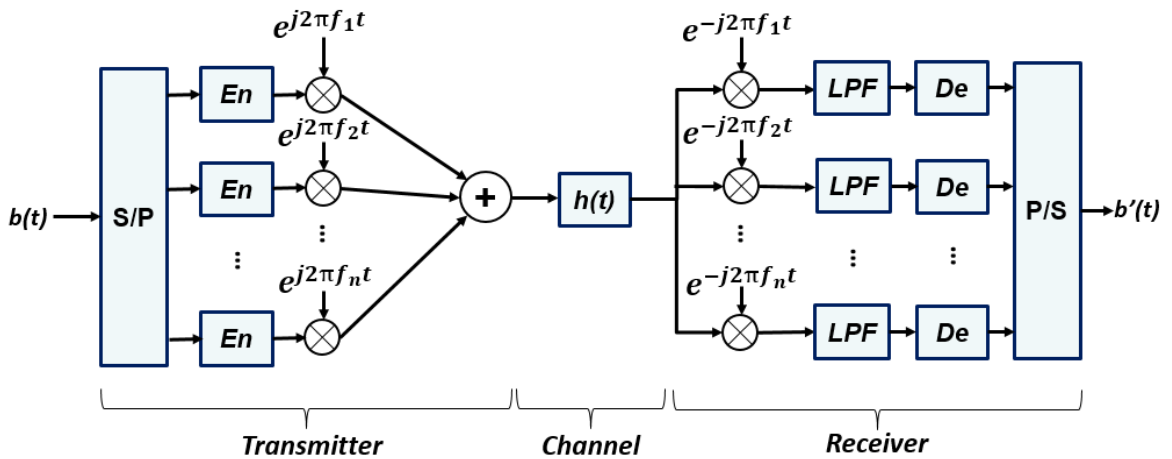 e^{j2πf_1t} e^{-j2πf_1t}
En LPF De
e^{j2πf_2t} e^{-j2πf_2t}
En LPF De
b(t) S/P + h(t) P/S b'(t)
... ... ... ... ...
e^{j2πf_nt} e^{-j2πf_nt}
En LPF De
Transmitter Channel Receiver